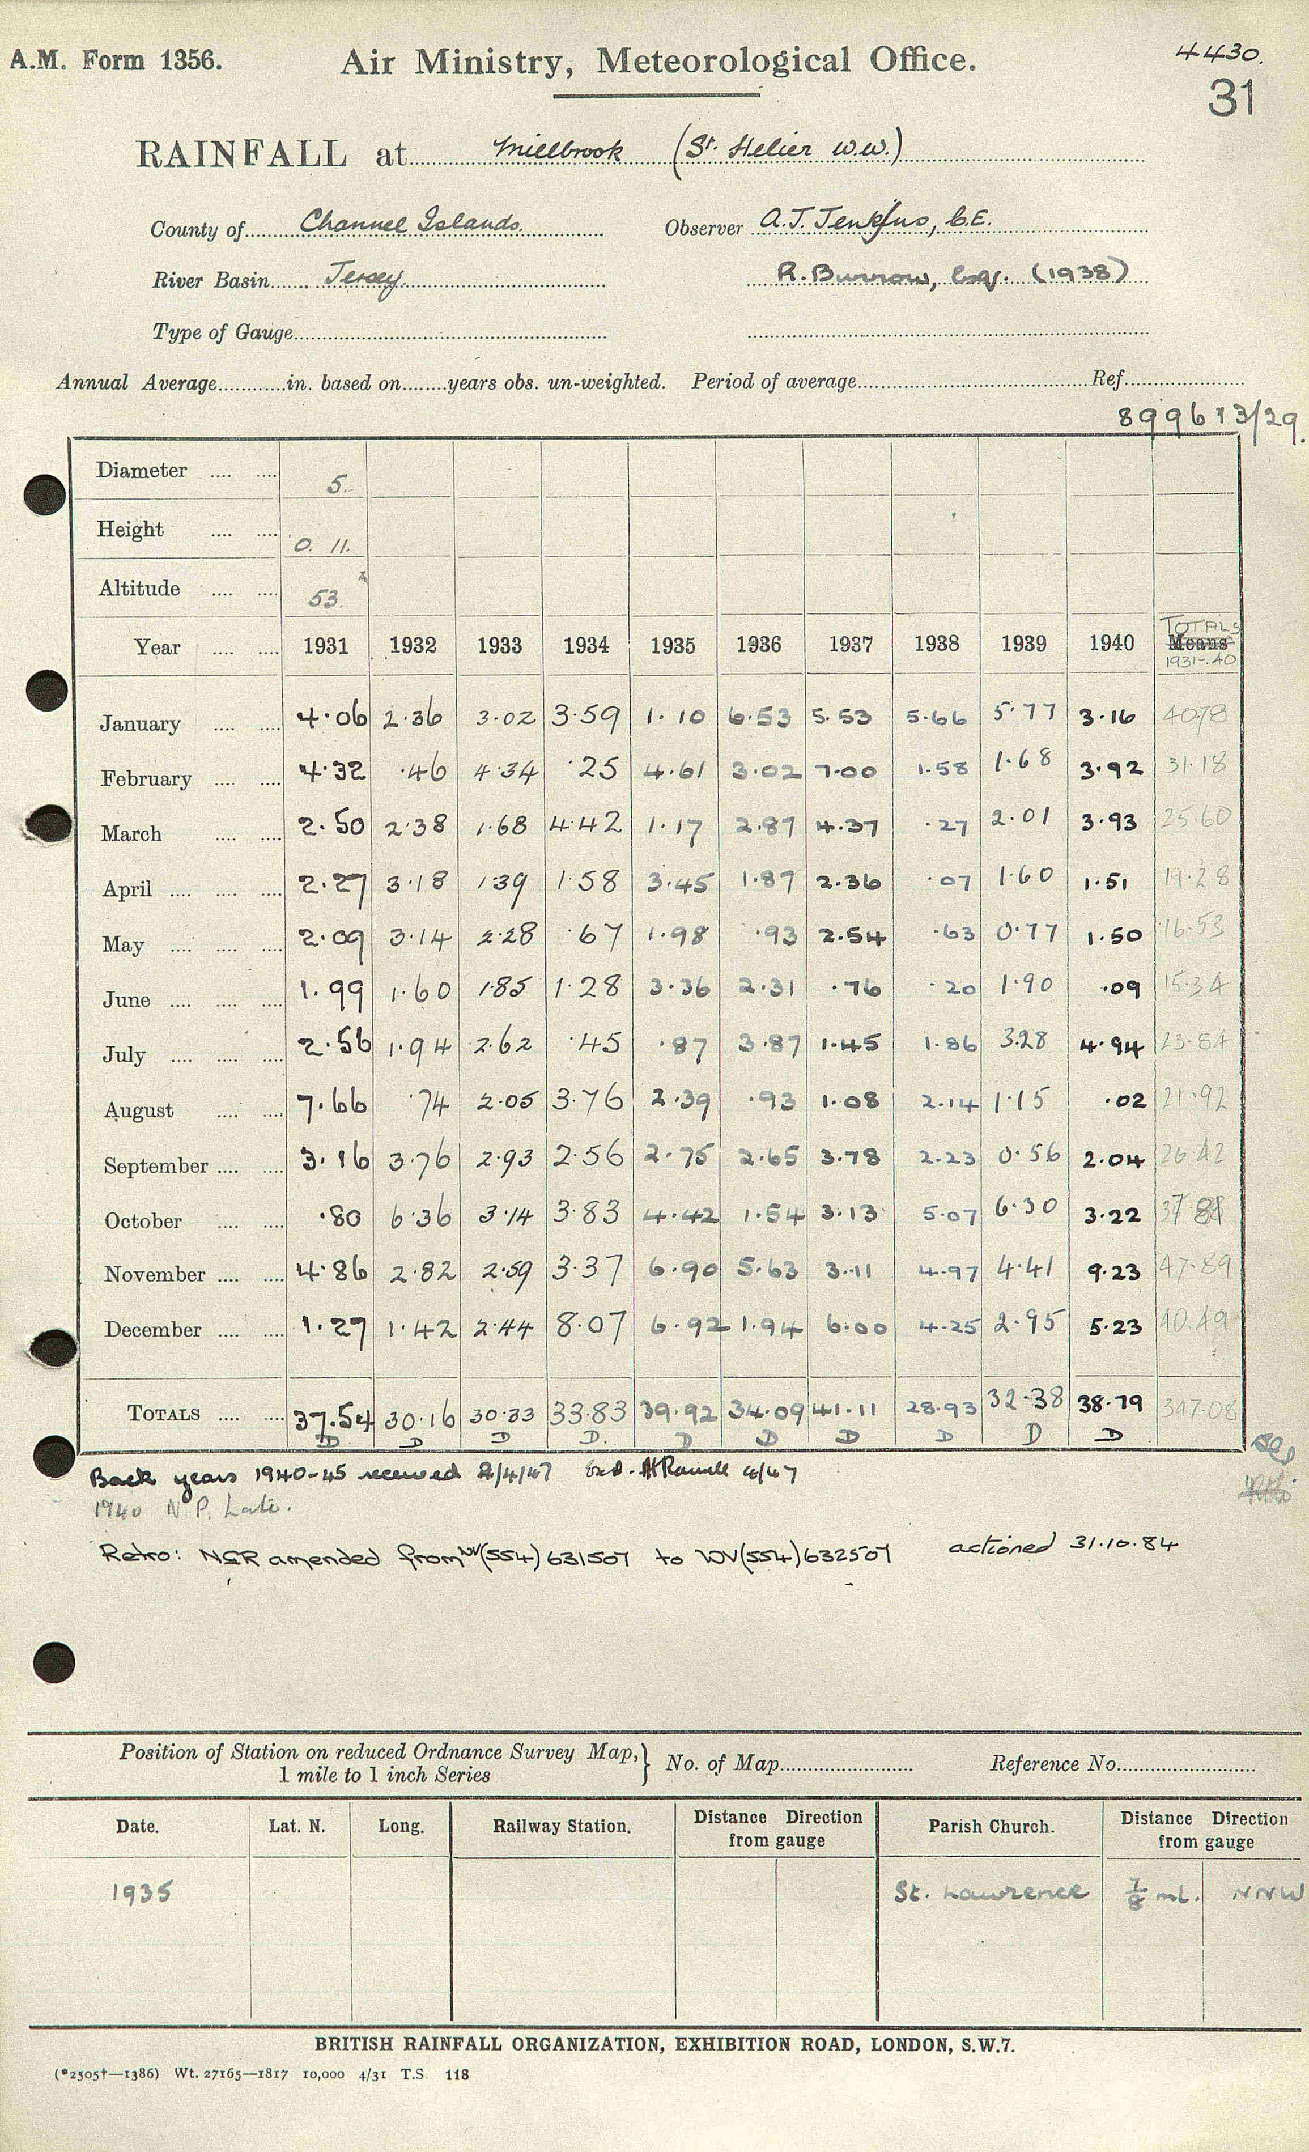 A.M. Form 1356.
Air Ministry, Meteorological Office.
4430.
31
RAINFALL at Millbrook (St. Helier W.W.)
County of Channel Islands. Observer A.J. Jenkins, C.E.
River Basin Jersey. R. Burrow, Esq. (1938)
Type of Gauge
Annual Average in. based on years obs. un-weighted. Period of average Ref.
Diameter 5.
Height 0. 11.
Altitude 53
Year 1931 1932 1933 1934 1935 1936 1937 1938 1939 1940 TOTALS Means 1931-40
January 4.06 2.36 3.02 3.59 1.10 6.53 5.53 5.66 5.77 3.16 40.78
February 4.32 .46 4.34 .25 4.61 3.02 7.00 1.58 1.68 3.92 31.18
March 2.50 2.38 1.68 4.42 1.17 2.87 4.37 .27 2.01 3.93 25.60
April 2.27 3.18 1.39 1.58 3.45 1.87 2.36 .07 1.60 1.51 19.28
May 2.09 3.14 2.28 .67 1.98 .93 2.54 .63 0.77 1.50 16.53
June 1.99 1.60 1.85 1.28 3.36 2.31 .76 .20 1.90 .09 15.34
July 2.56 1.94 2.62 .45 .87 3.87 1.45 1.86 3.28 4.94 23.84
August 7.66 .74 2.05 3.76 2.39 .93 1.08 2.14 1.15 .02 21.92
September 3.16 3.76 2.93 2.56 2.75 2.65 3.78 2.23 0.56 2.04 26.42
October .80 6.36 3.14 3.83 4.42 1.54 3.13 5.07 6.30 3.22
November 4.86 2.82 2.59 3.37 6.90 5.63 3.11 4.97 4.41 9.23 47.89
December 1.27 1.42 2.44 8.07 6.92 1.94 6.00 4.25 2.95 5.23 40.49
TOTALS 37.54 30.16 30.33 33.83 39.92 34.09 41.11 28.93 32.38 38.79 347.08
D D D D. D D D D D D
Back years 1940-45 received 2/4/47
1940 N.P. Late.
Retro: NGR amended from WV(554)631507 to WV(554)632507 actioned 31.10.84
Position of Station on reduced Ordnance Survey Map, 1 mile to 1 inch Series } No. of Map Reference No.
Date. Lat. N. Long. Railway Station. Distance Direction from gauge Parish Church. Distance Direction from gauge
1935 St. Lawrence 7/8 ml. NNW
BRITISH RAINFALL ORGANIZATION, EXHIBITION ROAD, LONDON, S.W.7.
(*2505†—1386) Wt. 27165—1817 10,000 4/31 T.S 118